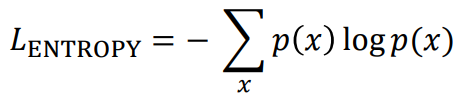 L_ENTROPY = − ∑_x p(x) log p(x)